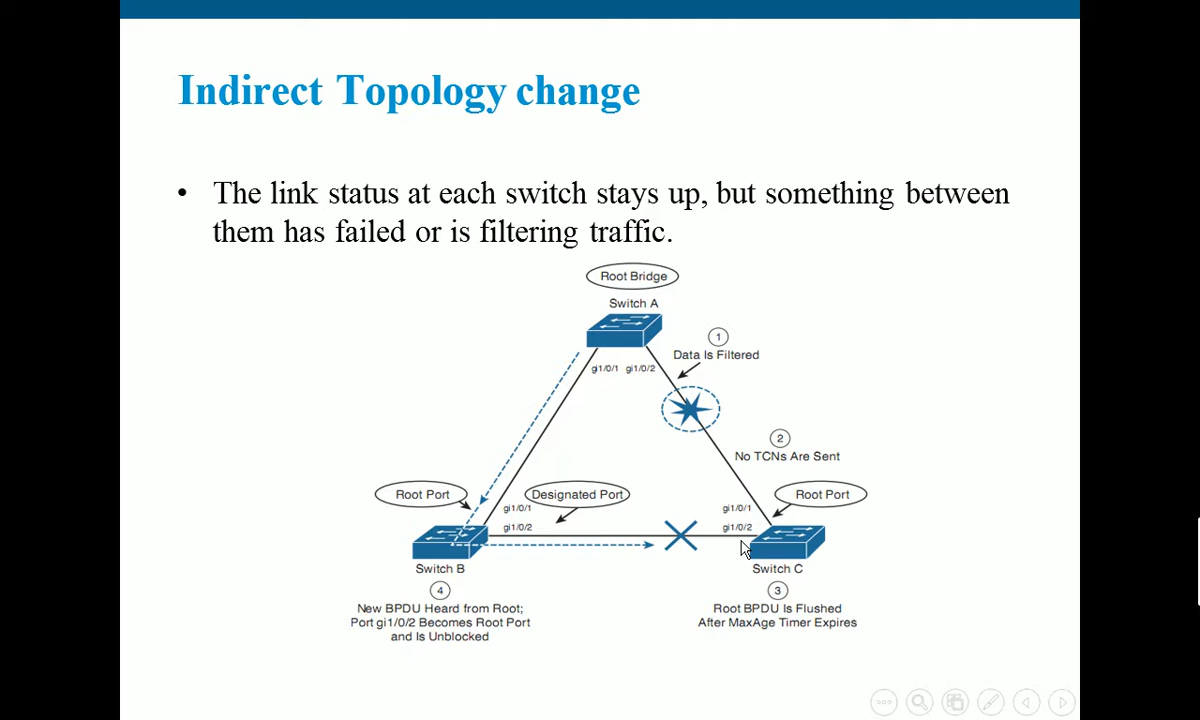 Indirect Topology change
• The link status at each switch stays up, but something between
them has failed or is filtering traffic.
Root Bridge
Switch A
1
Data Is Filtered
gi1/0/1 gi1/0/2
2
No TCNs Are Sent
Root Port
Designated Port
Root Port
gi1/0/1
gi1/0/1
gi1/0/2
gi1/0/2
Switch B
Switch C
4
New BPDU Heard from Root;
Port gi1/0/2 Becomes Root Port
and Is Unblocked
3
Root BPDU Is Flushed
After MaxAge Timer Expires